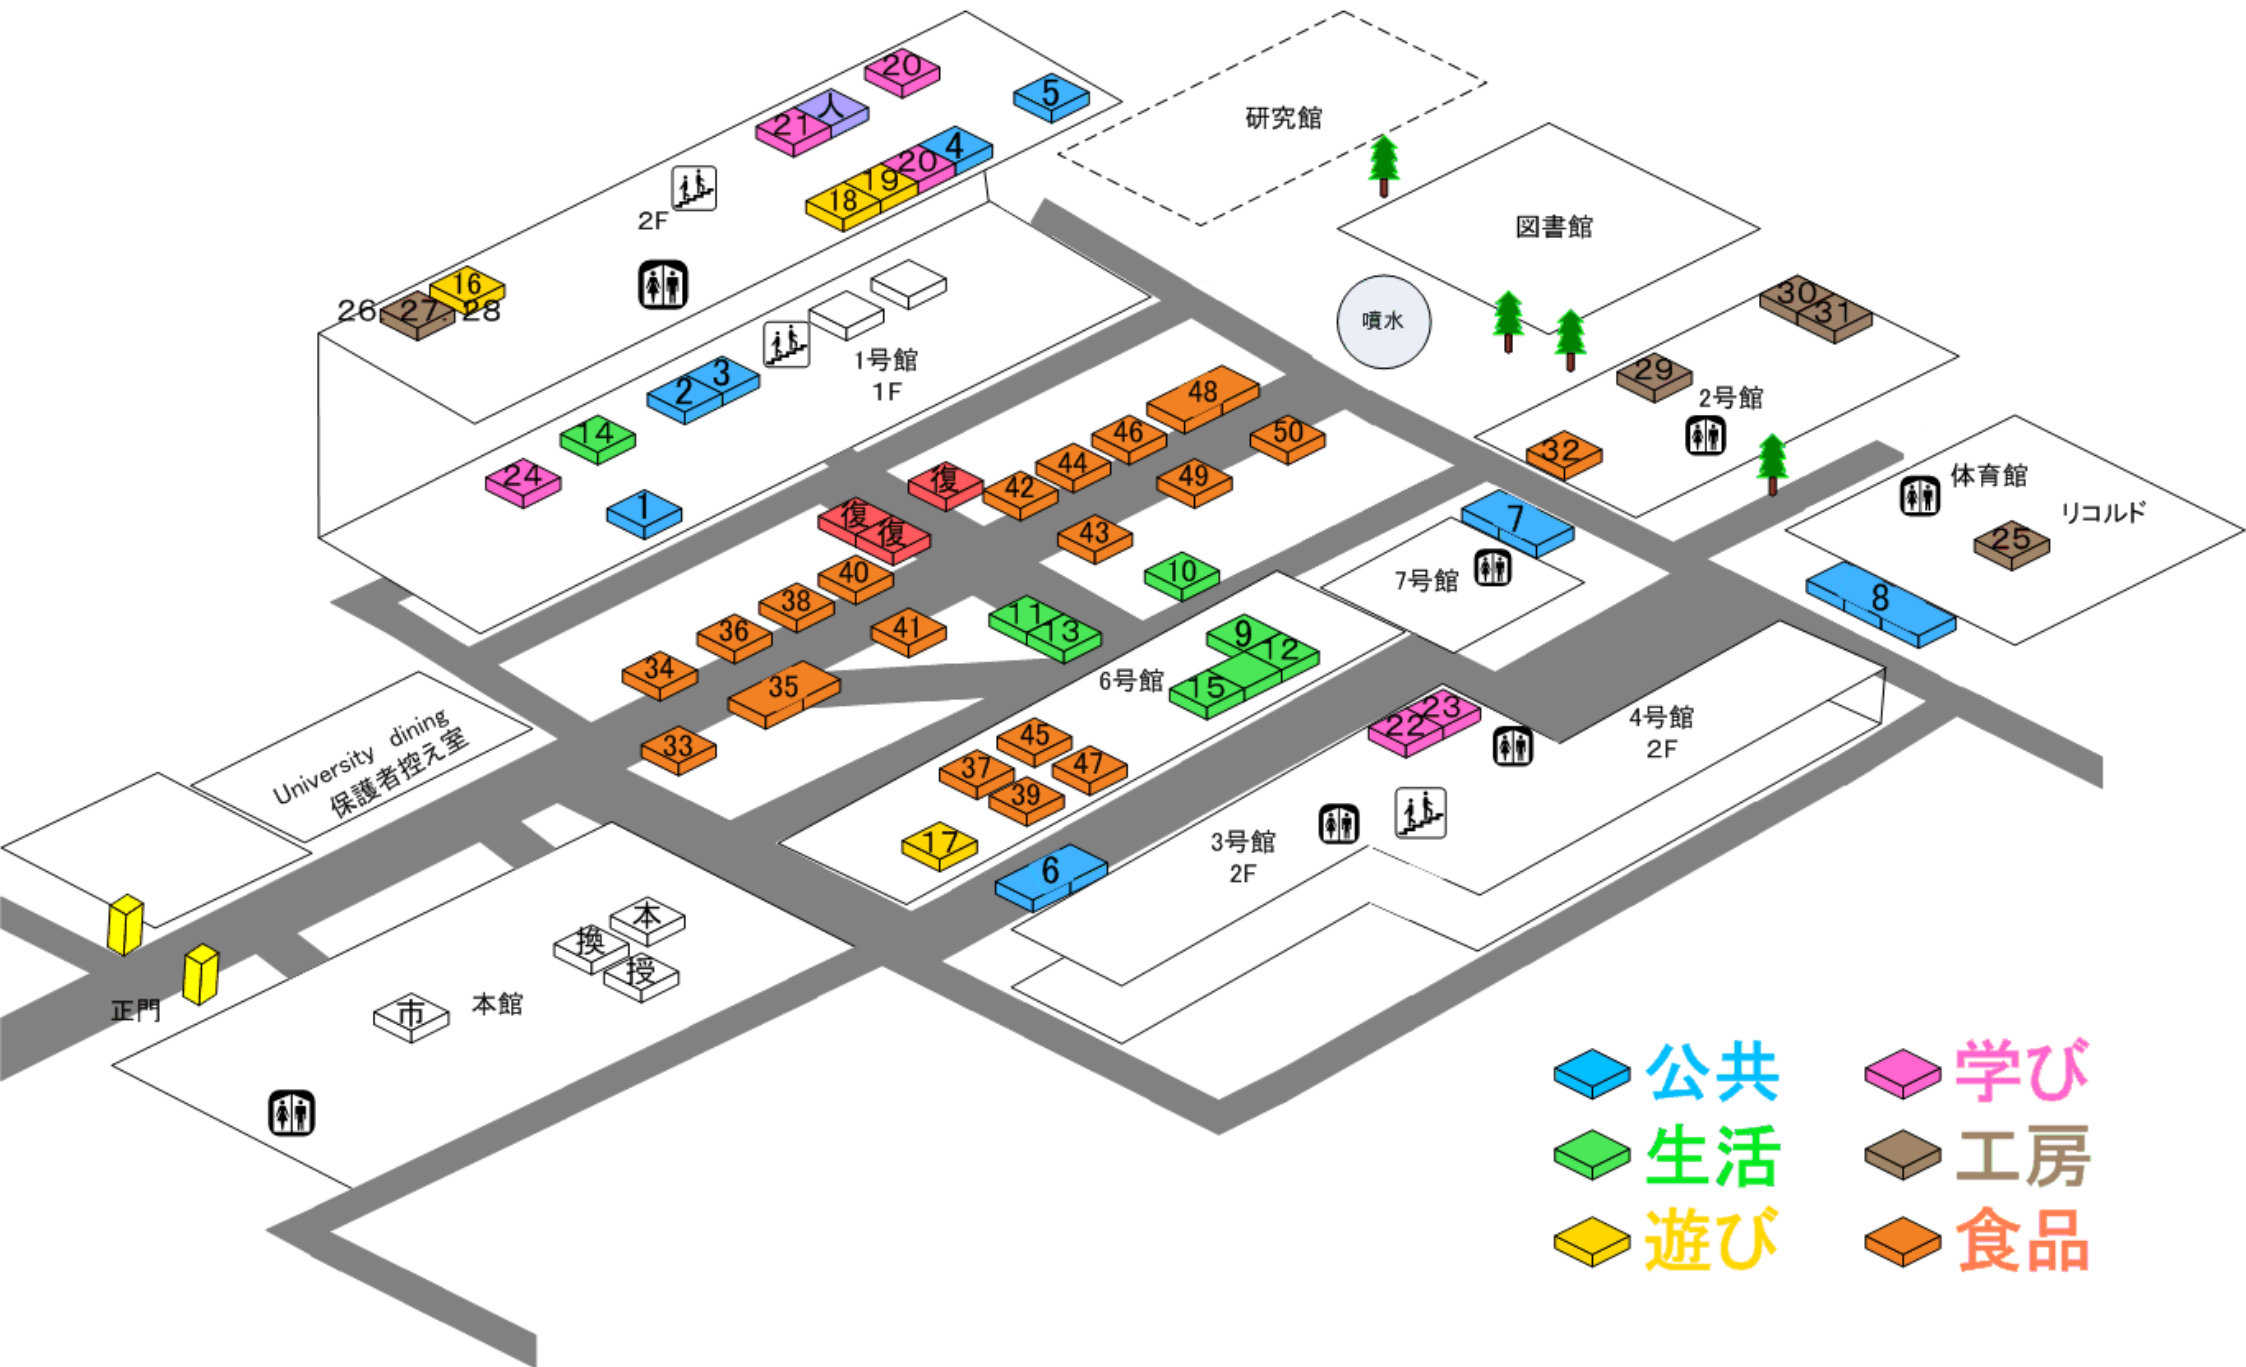 20
5
人
21
4
20
19
18
2F
16
26 27. 28
研究館
図書館
噴水
30
31
29
2号館
32
1号館
1F
3
2
14
24
1
48
46
50
44
42
49
43
復
復
復
40
38
36
34
41
35
33
10
11
13
7
7号館
体育館
リコルド
25
8
9
12
15
6号館
45
37
47
39
17
6
23
22
4号館
2F
3号館
2F
University dining
保護者控え室
正門
本
換
授
市
本館
公共
学び
生活
工房
遊び
食品